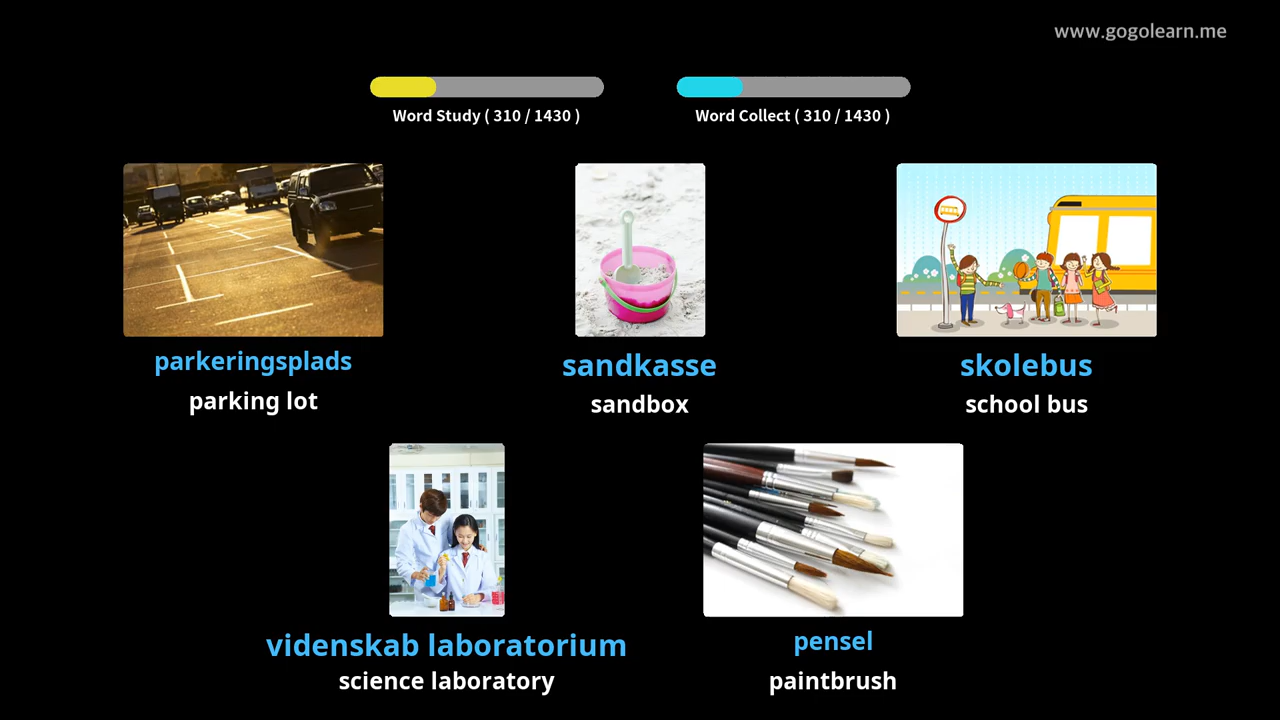 www.gogolearn.me
Word Study ( 310 / 1430 )
Word Collect ( 310 / 1430 )
parkeringsplads
parking lot
sandkasse
sandbox
skolebus
school bus
videnskab laboratorium
science laboratory
pensel
paintbrush